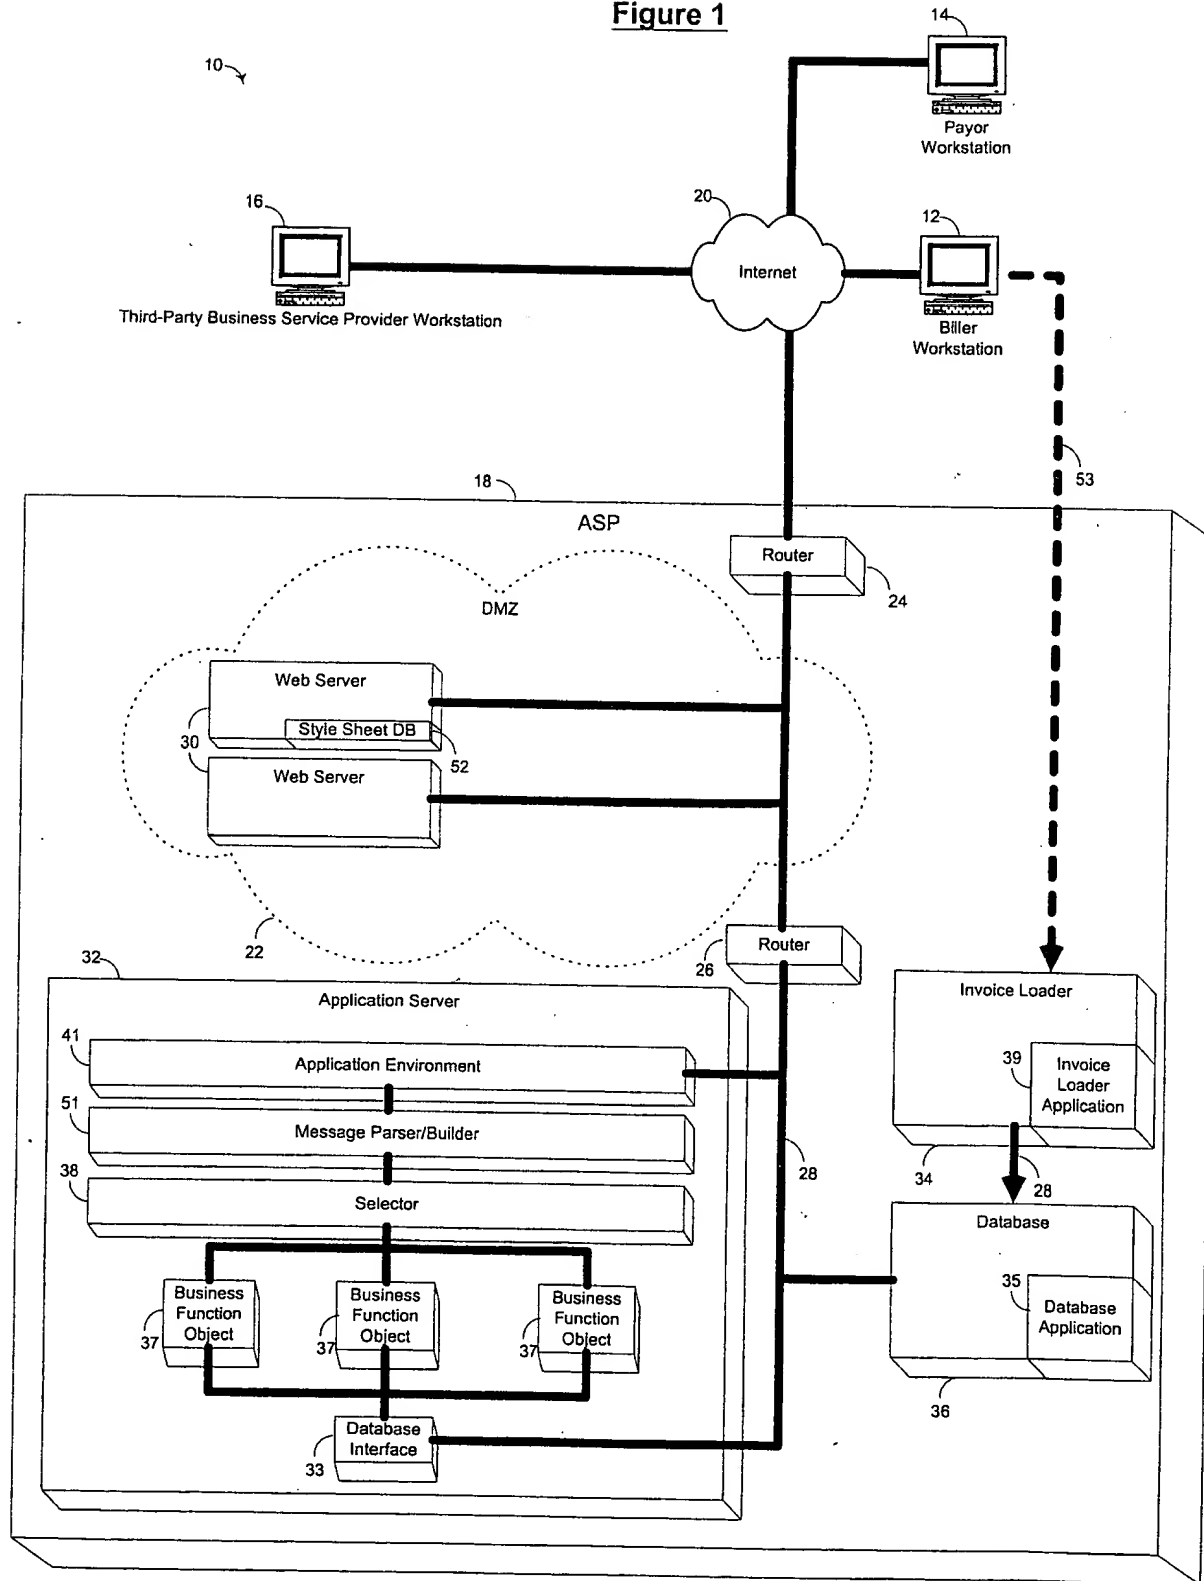 Figure 1
10
14
Payor
Workstation
16
Third-Party Business Service Provider Workstation
20
Internet
12
Biller
Workstation
53
18
ASP
Router
24
DMZ
Web Server
Style Sheet DB
30
52
Web Server
22
Router
26
32
Application Server
41
Application Environment
51
Message Parser/Builder
38
Selector
Business
Function
Object
37
Business
Function
Object
37
Business
Function
Object
37
Database
Interface
33
28
Invoice Loader
39
Invoice
Loader
Application
34
28
Database
35
Database
Application
36